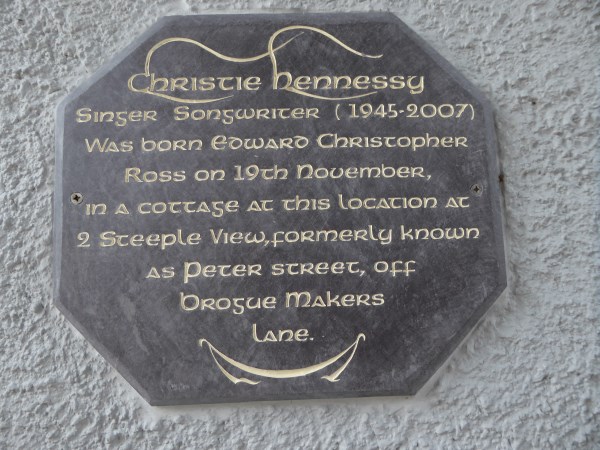 Christie Hennessy
Singer Songwriter (1945-2007)
Was born Edward Christopher
Ross on 19th November,
in a cottage at this location at
2 Steeple View, formerly known
as Peter street, off
Brogue Makers
Lane.